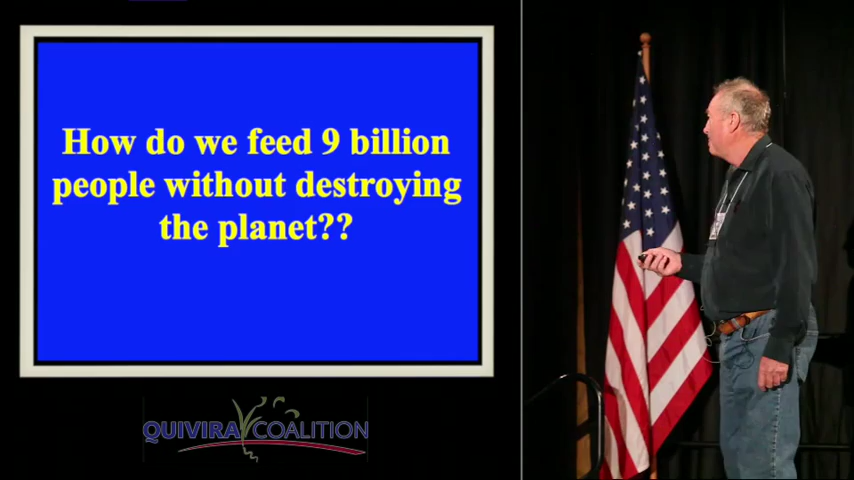 How do we feed 9 billion
people without destroying
the planet??
QUIVIRA COALITION